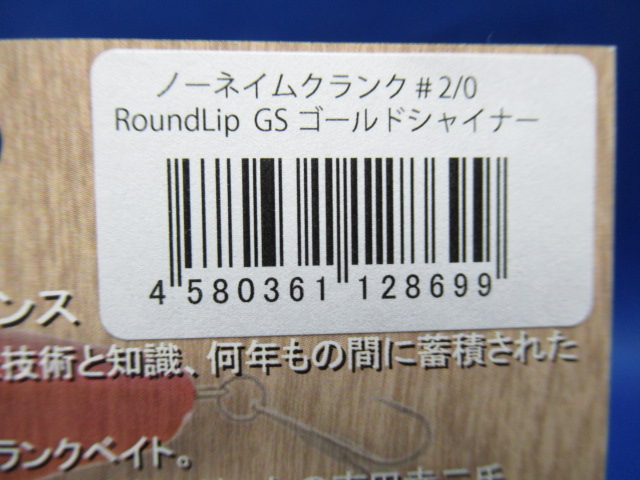 ノーネイムクランク#2/0
RoundLip GS ゴールドシャイナー
4 580361 128699
ンス
技術と知識、何年もの間に蓄積された
ランクベイト。